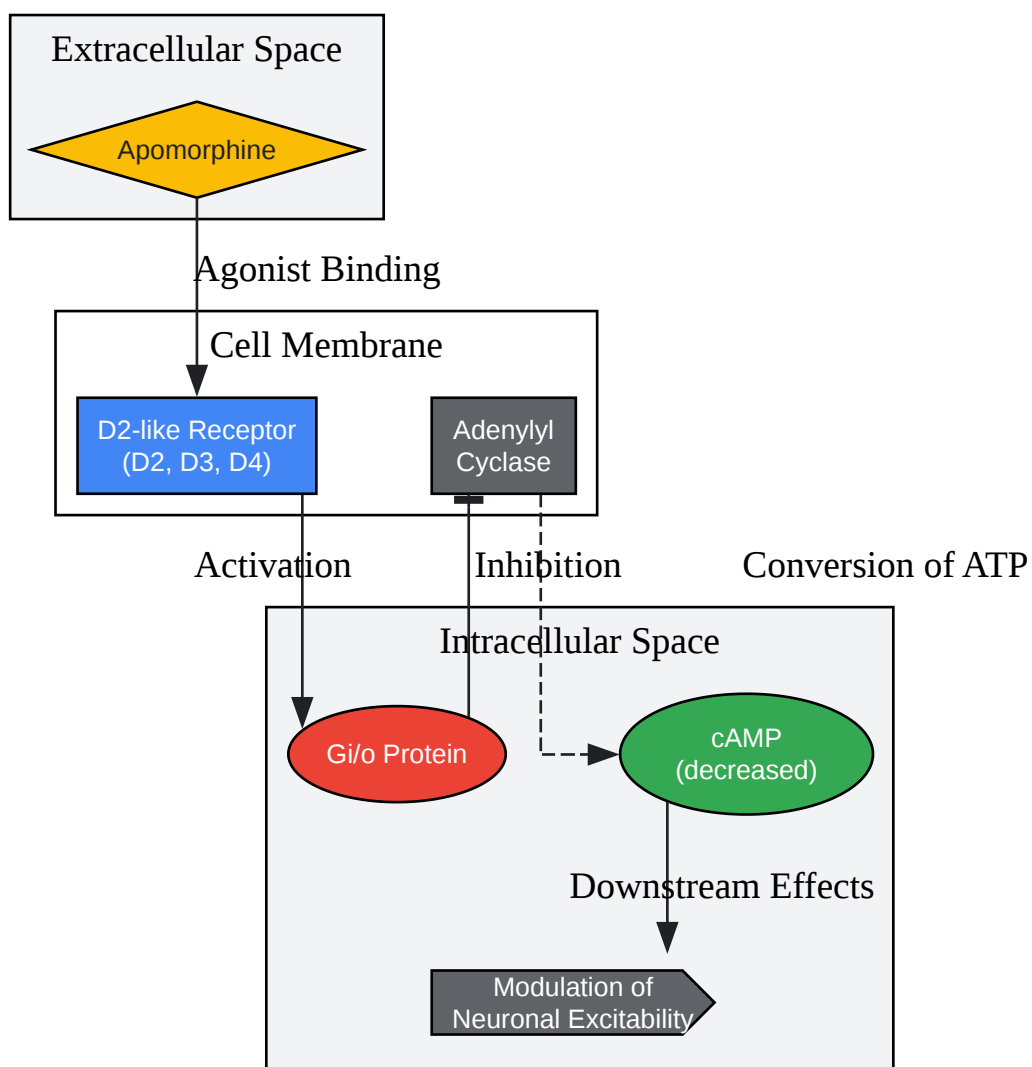 Extracellular Space
Apomorphine
Agonist Binding
Cell Membrane
D2-like Receptor
(D2, D3, D4)
Adenylyl
Cyclase
Activation
Inhibition
Conversion of ATP
Intracellular Space
Gi/o Protein
cAMP
(decreased)
Downstream Effects
Modulation of
Neuronal Excitability